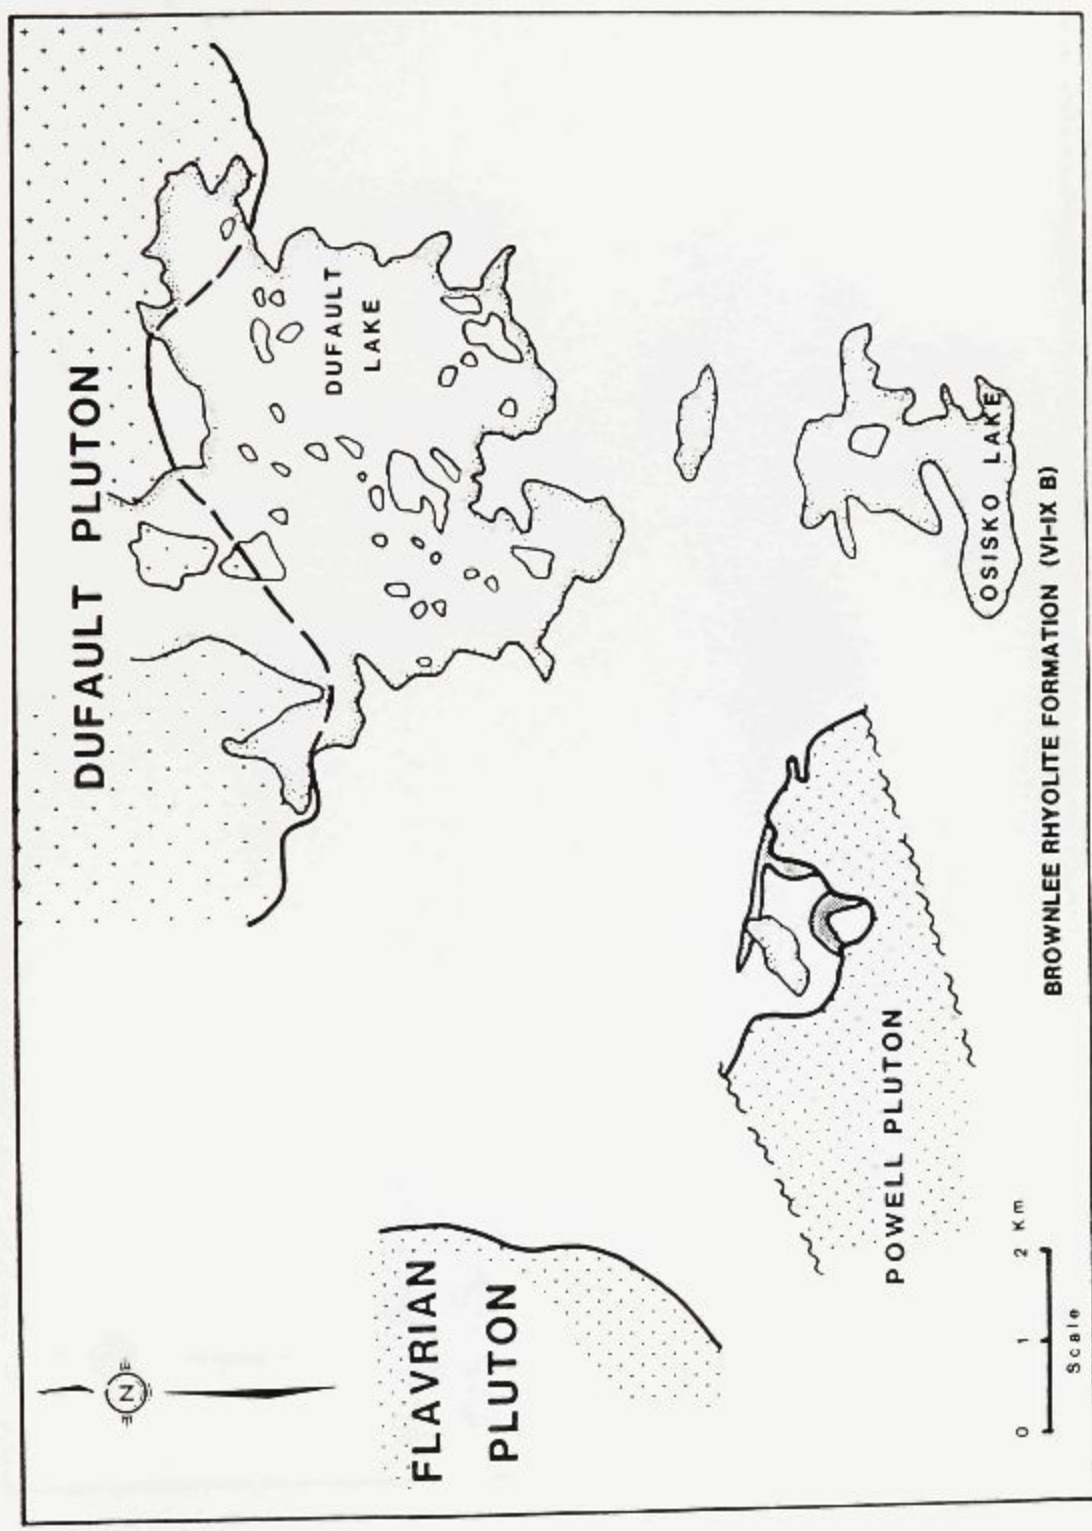 DUFAULT PLUTON
DUFAULT
LAKE
N
FLAVRIAN
PLUTON
POWELL PLUTON
OSISKO LAKE
0 1 2 Km
Scale
BROWNLEE RHYOLITE FORMATION (VI-IX B)